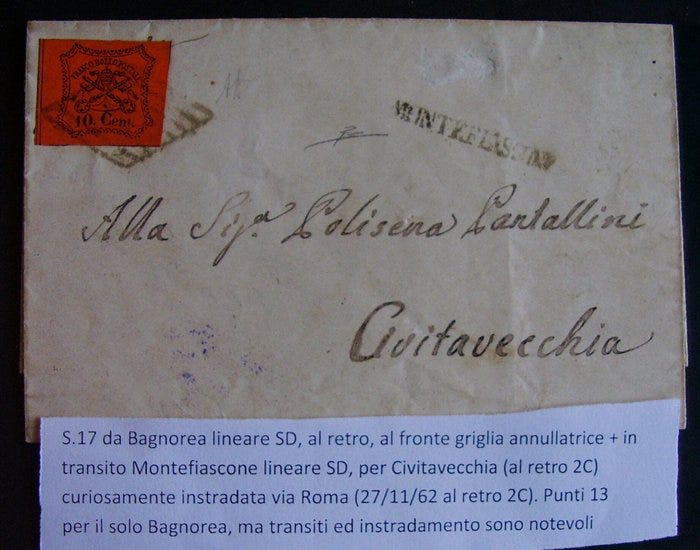 FRANCO BOLLO POSTALE
10. Cent.
MONTEFIASCONE
Alla Sig.ª Polisena Pantallini
Civitavecchia
S.17 da Bagnorea lineare SD, al retro, al fronte griglia annullatrice + in
transito Montefiascone lineare SD, per Civitavecchia (al retro 2C)
curiosamente instradata via Roma (27/11/62 al retro 2C). Punti 13
per il solo Bagnorea, ma transiti ed instradamento sono notevoli